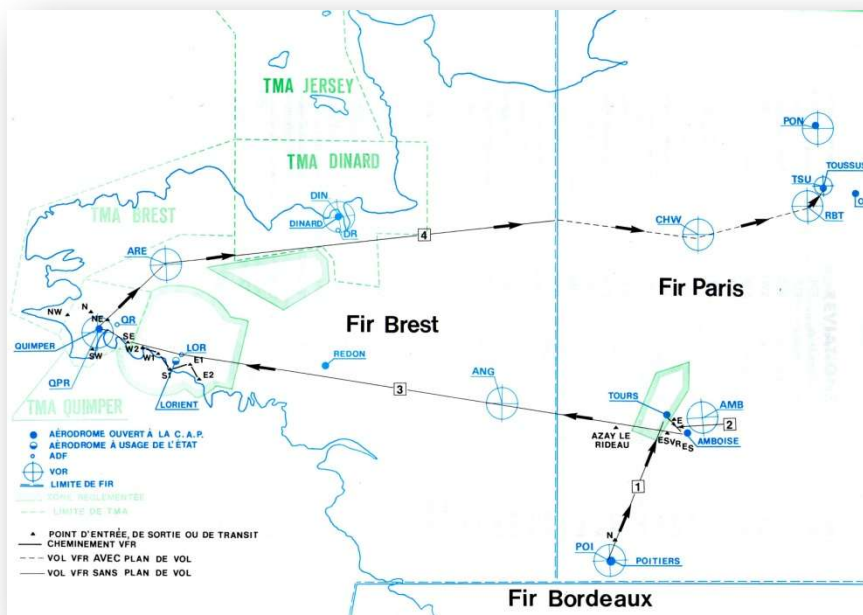 TMA JERSEY
PON
TMA DINARD
TOUSSUS
TSU
DIN
TMA BREST
DINARD
DR
CHW
RBT
ARE
4
Fir Paris
NW
N
NE
QR
Fir Brest
QUIMPER
SE
LOR
W2
W1
E1
SW
REDON
QPR
S1
E2
ANG
3
TOURS
AMB
TMA QUIMPER
LORIENT
E
2
AZAY LE
RIDEAU
ESVRES
AMBOISE
AÉRODROME OUVERT À LA C.A.P.
AÉRODROME À USAGE DE L'ÉTAT
ADF
VOR
LIMITE DE FIR
ZONE RÉGLEMENTÉE
LIMITE DE TMA
1
POINT D'ENTRÉE, DE SORTIE OU DE TRANSIT
CHEMINEMENT VFR
VOL VFR AVEC PLAN DE VOL
VOL VFR SANS PLAN DE VOL
N
POI
POITIERS
Fir Bordeaux